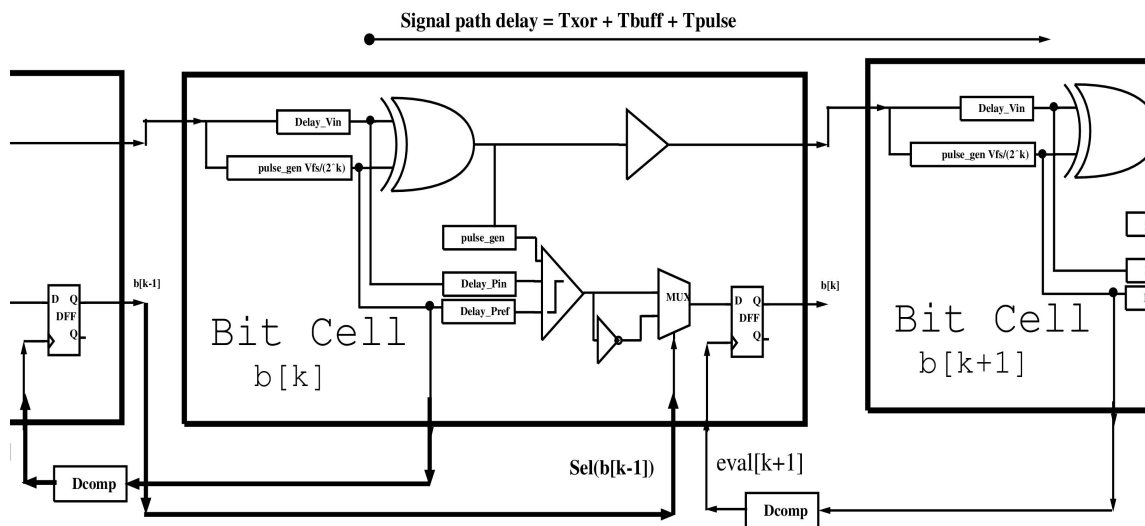 Signal path delay = Txor + Tbuff + Tpulse
Delay_Vin
pulse_gen Vfs/(2^k)
pulse_gen
Delay_Pin
Delay_Pref
MUX
D Q
DFF
Q
b[k]
Bit Cell
b[k]
b[k-1]
D Q
DFF
Q
Delay_Vin
pulse_gen Vfs/(2^k)
Bit Cell
b[k+1]
Sel(b[k-1])
eval[k+1]
Dcomp
Dcomp